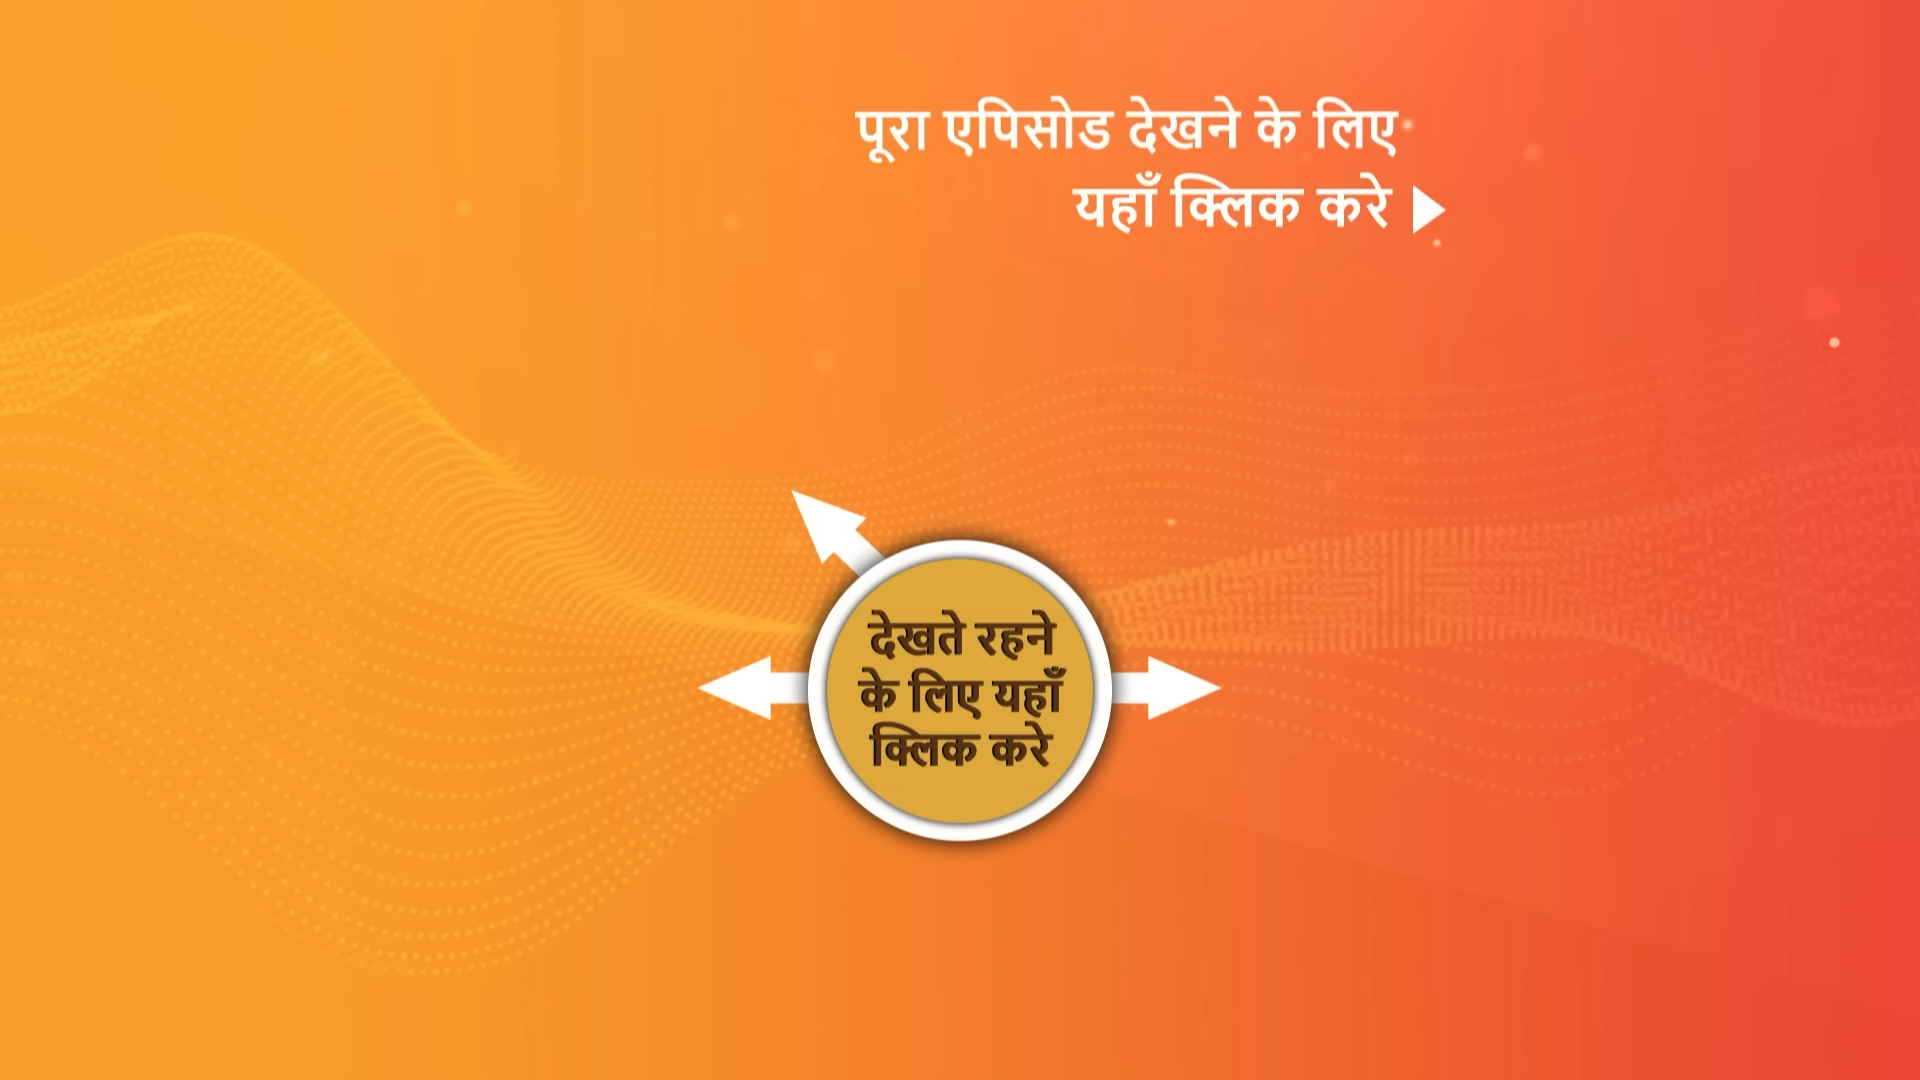 पूरा एपिसोड देखने के लिए
यहाँ क्लिक करे
देखते रहने
के लिए यहाँ
क्लिक करे